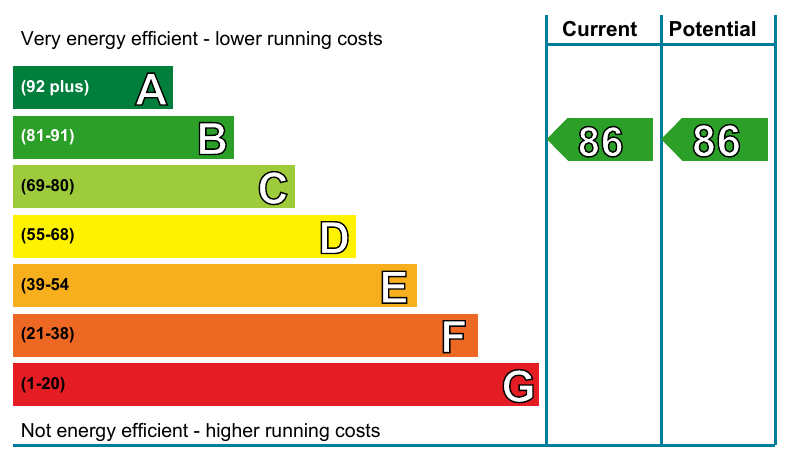 Very energy efficient - lower running costs
Current
Potential
(92 plus) A
(81-91) B
86
86
(69-80) C
(55-68) D
(39-54 E
(21-38) F
(1-20) G
Not energy efficient - higher running costs